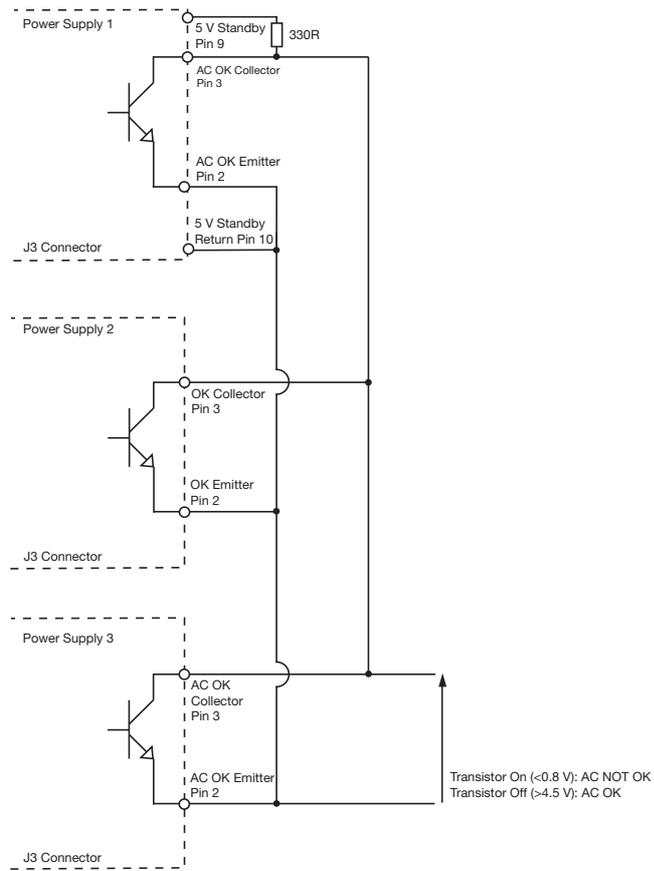 Power Supply 1
5 V Standby
Pin 9
330R
AC OK Collector
Pin 3
AC OK Emitter
Pin 2
5 V Standby
Return Pin 10
J3 Connector
Power Supply 2
OK Collector
Pin 3
OK Emitter
Pin 2
J3 Connector
Power Supply 3
AC OK
Collector
Pin 3
AC OK Emitter
Pin 2
Transistor On (<0.8 V): AC NOT OK
Transistor Off (>4.5 V): AC OK
J3 Connector